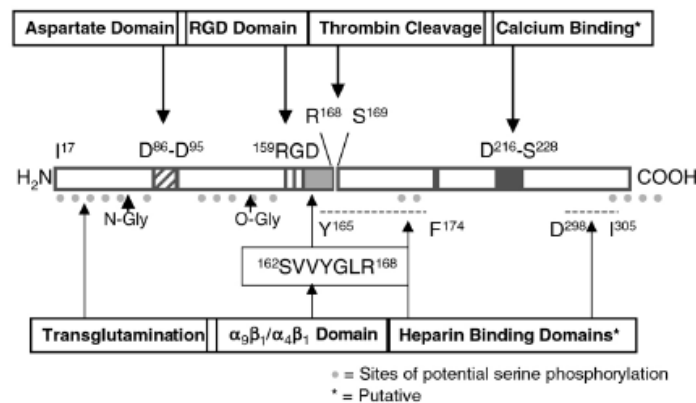 Aspartate Domain RGD Domain Thrombin Cleavage Calcium Binding*
R¹⁶⁸ S¹⁶⁹
I¹⁷ D⁸⁶-D⁹⁵ ¹⁵⁹RGD D²¹⁶-S²²⁸
H₂N COOH
N-Gly O-Gly Y¹⁶⁵ F¹⁷⁴ D²⁹⁸ I³⁰⁵
¹⁶²SVVYGLR¹⁶⁸
Transglutamination α₉β₁/α₄β₁ Domain Heparin Binding Domains*
= Sites of potential serine phosphorylation
* = Putative